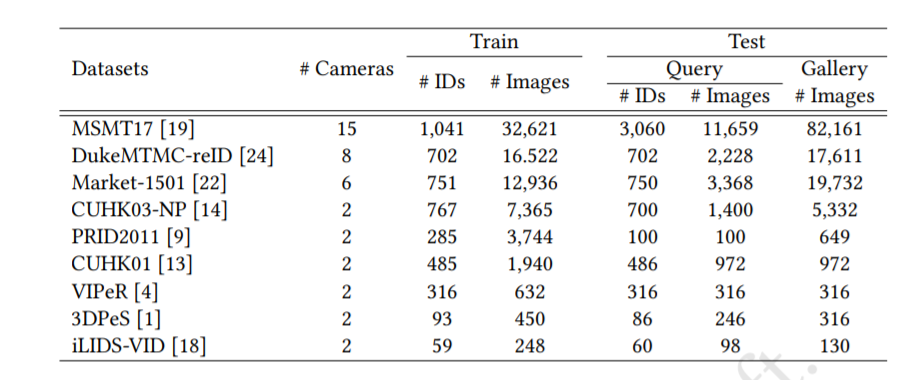 Train Test
Datasets # Cameras Query Gallery
# IDs # Images
# IDs # Images # Images
MSMT17 [19] 15 1,041 32,621 3,060 11,659 82,161
DukeMTMC-reID [24] 8 702 16.522 702 2,228 17,611
Market-1501 [22] 6 751 12,936 750 3,368 19,732
CUHK03-NP [14] 2 767 7,365 700 1,400 5,332
PRID2011 [9] 2 285 3,744 100 100 649
CUHK01 [13] 2 485 1,940 486 972 972
VIPeR [4] 2 316 632 316 316 316
3DPeS [1] 2 93 450 86 246 316
iLIDS-VID [18] 2 59 248 60 98 130
ft.